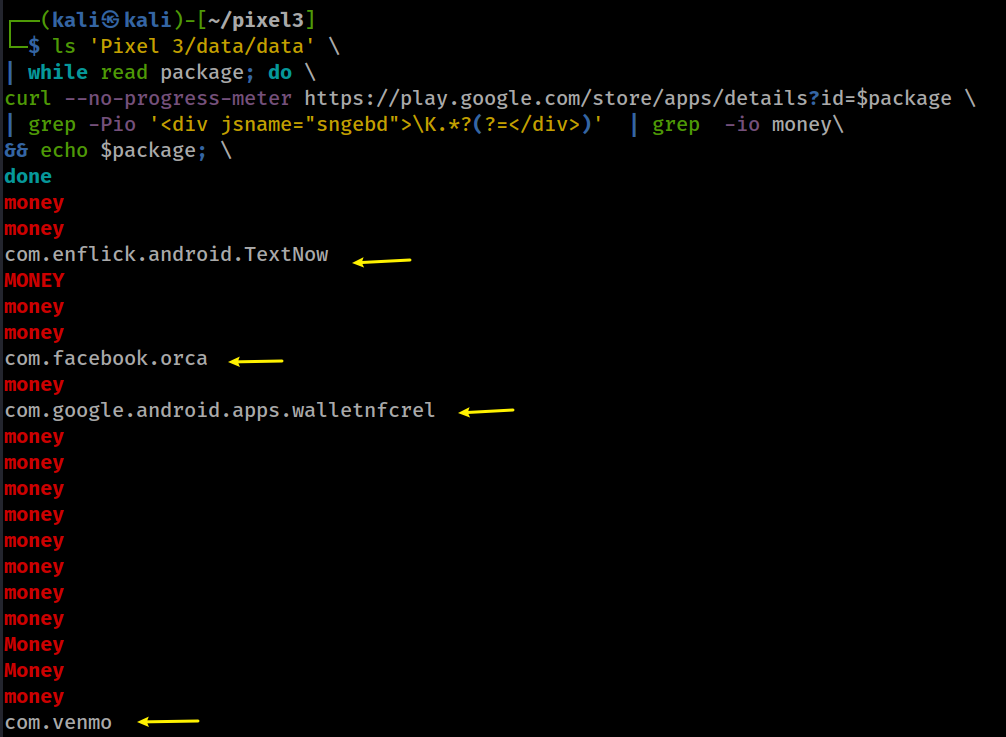 ┌──(kali㉿kali)-[~/pixel3]
└─$ ls 'Pixel 3/data/data' \
| while read package; do \
curl --no-progress-meter https://play.google.com/store/apps/details?id=$package \
| grep -Pio '<div jsname="sngebd">\K.*?(?=</div>)'  | grep  -io money\
&& echo $package; \
done
money
money
com.enflick.android.TextNow
MONEY
money
money
com.facebook.orca
money
com.google.android.apps.walletnfcrel
money
money
money
money
money
money
money
money
Money
Money
money
com.venmo